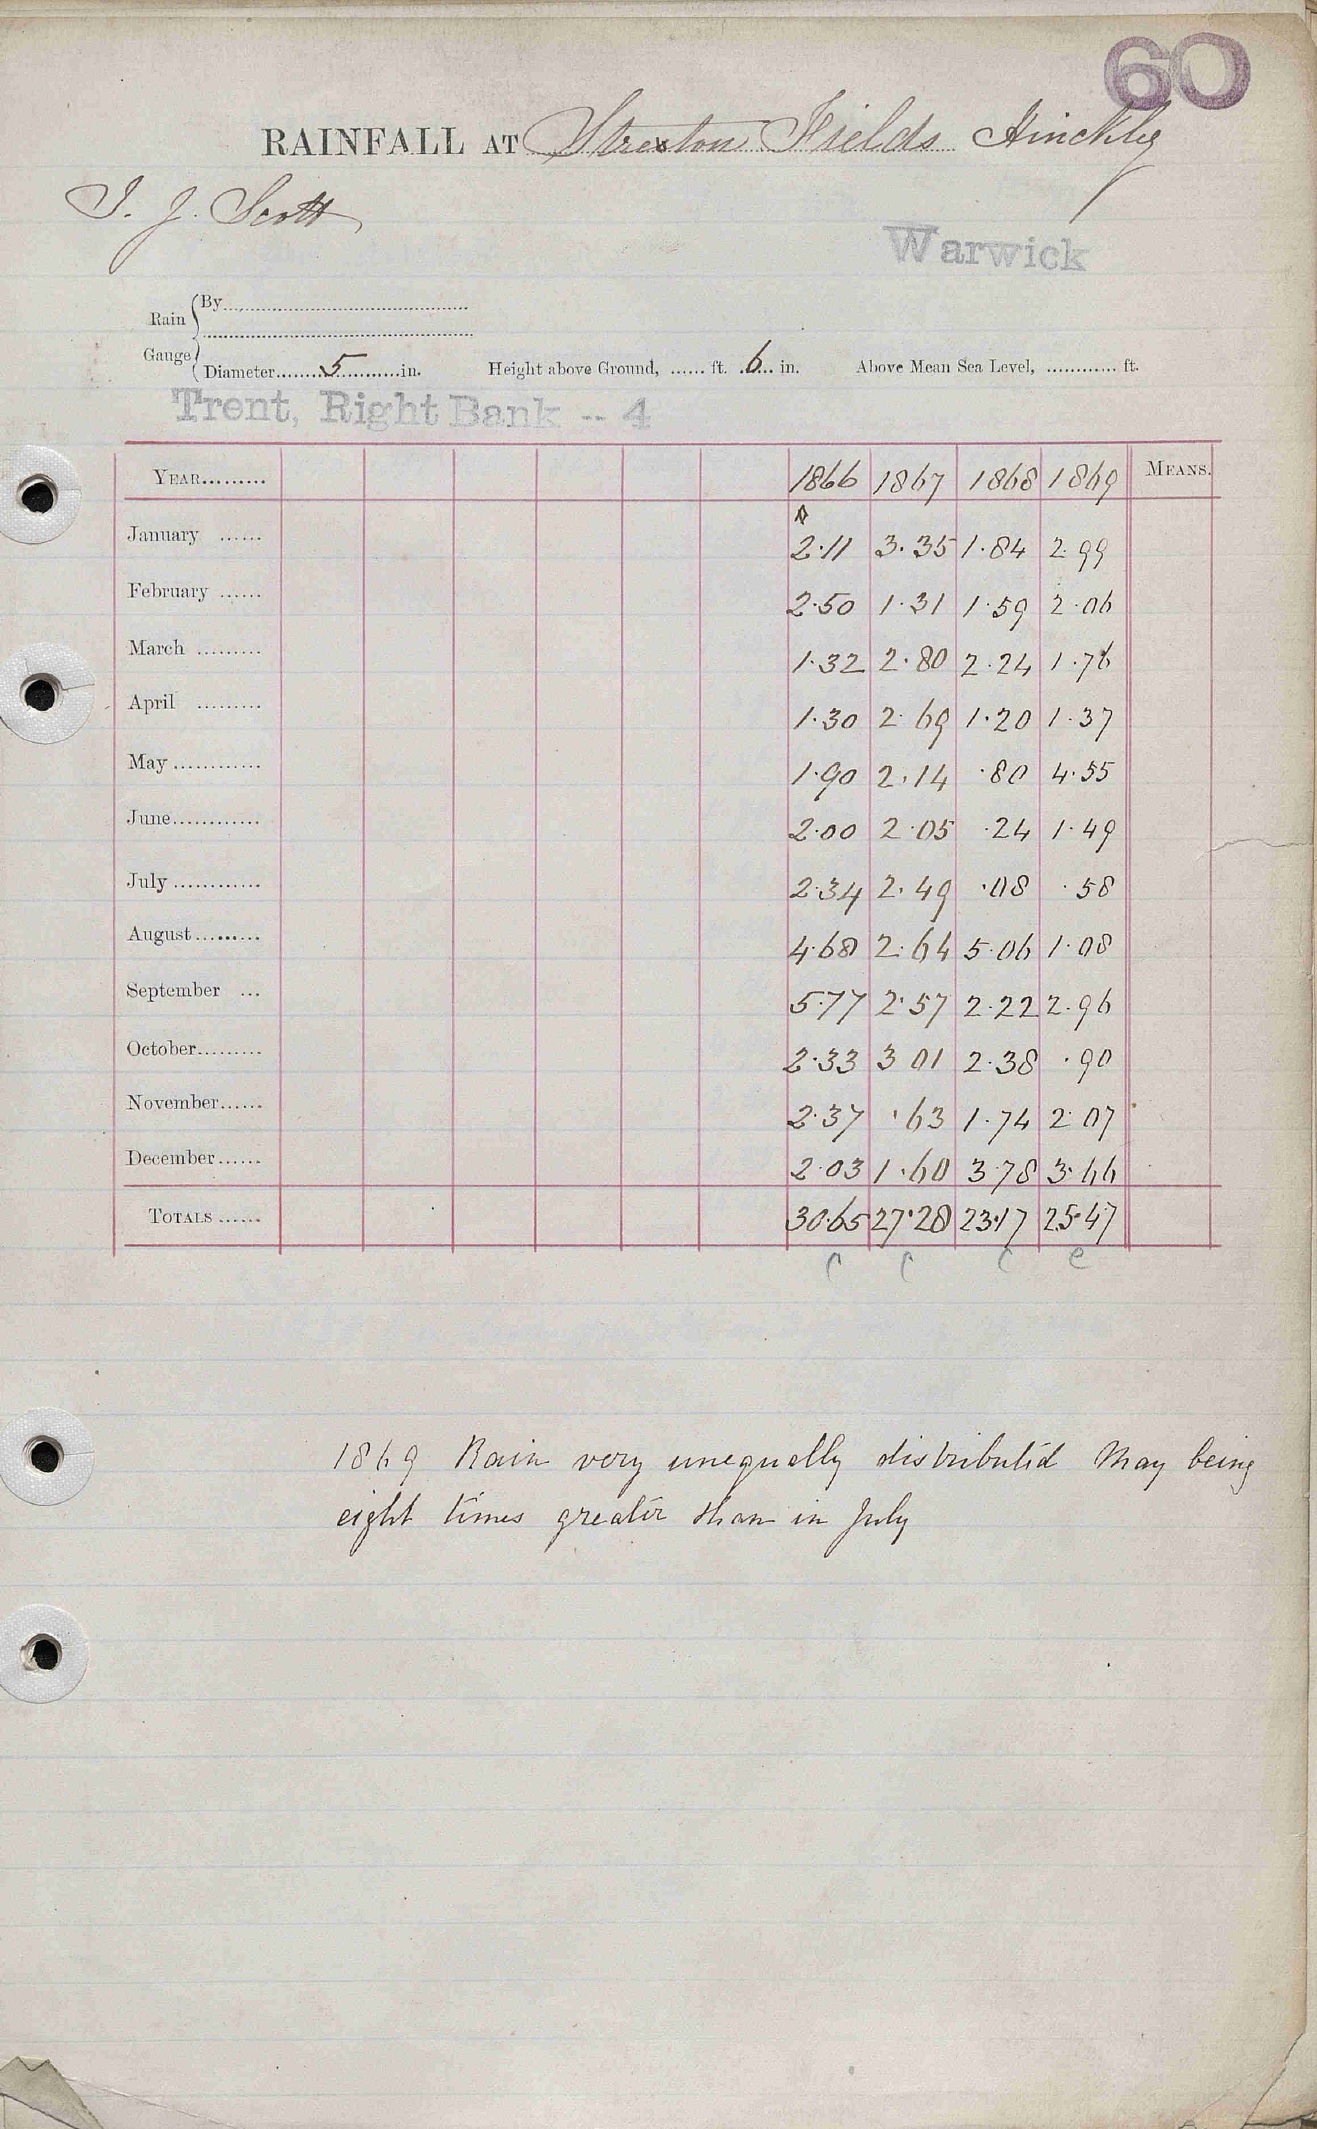 60
RAINFALL AT Stretton Fields Hinckley
T. J. Scott
Warwick
Rain Gauge
By
Diameter 5 in. Height above Ground, ...... ft. 6 in. Above Mean Sea Level, ............ ft.
Trent, Right Bank -- 4
YEAR......... 1866 1867 1868 1869 MEANS.
January ...... 2.11 3.35 1.84 2.99
February ...... 2.50 1.31 1.59 2.06
March ......... 1.32 2.80 2.24 1.76
April ......... 1.30 2.69 1.20 1.37
May ............ 1.90 2.14 .80 4.55
June............ 2.00 2.05 .24 1.49
July ............ 2.34 2.49 .08 .58
August......... 4.68 2.64 5.06 1.08
September ... 5.77 2.57 2.22 2.96
October......... 2.33 3 01 2.38 .90
November...... 2.37 .63 1.74 2.07
December...... 2.03 1.60 3.78 3.66
TOTALS ...... 30.65 27.28 23.17 25.47
1869 Rain very unequally distributed May being
eight times greater than in July